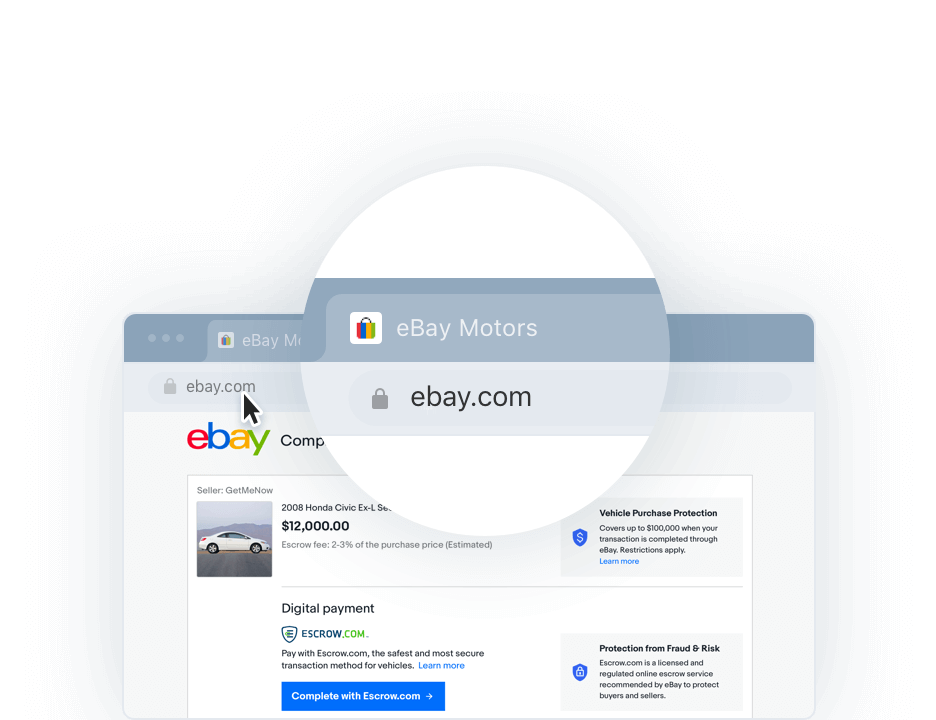 eBay Motors
ebay.com
eBay
ebay.com
ebay
Seller: GetMeNow
2008 Honda Civic Ex-L
$12,000.00
Escrow fee: 2-3% of the purchase price (Estimated)
Vehicle Purchase Protection
Covers up to $100,000 when your
transaction is completed through
eBay. Restrictions apply.
Learn more
Digital payment
ESCROW.COM
Pay with Escrow.com, the safest and most secure
transaction method for vehicles. Learn more
Complete with Escrow.com →
Protection from Fraud & Risk
Escrow.com is a licensed and
regulated online escrow service
recommended by eBay to protect
buyers and sellers.